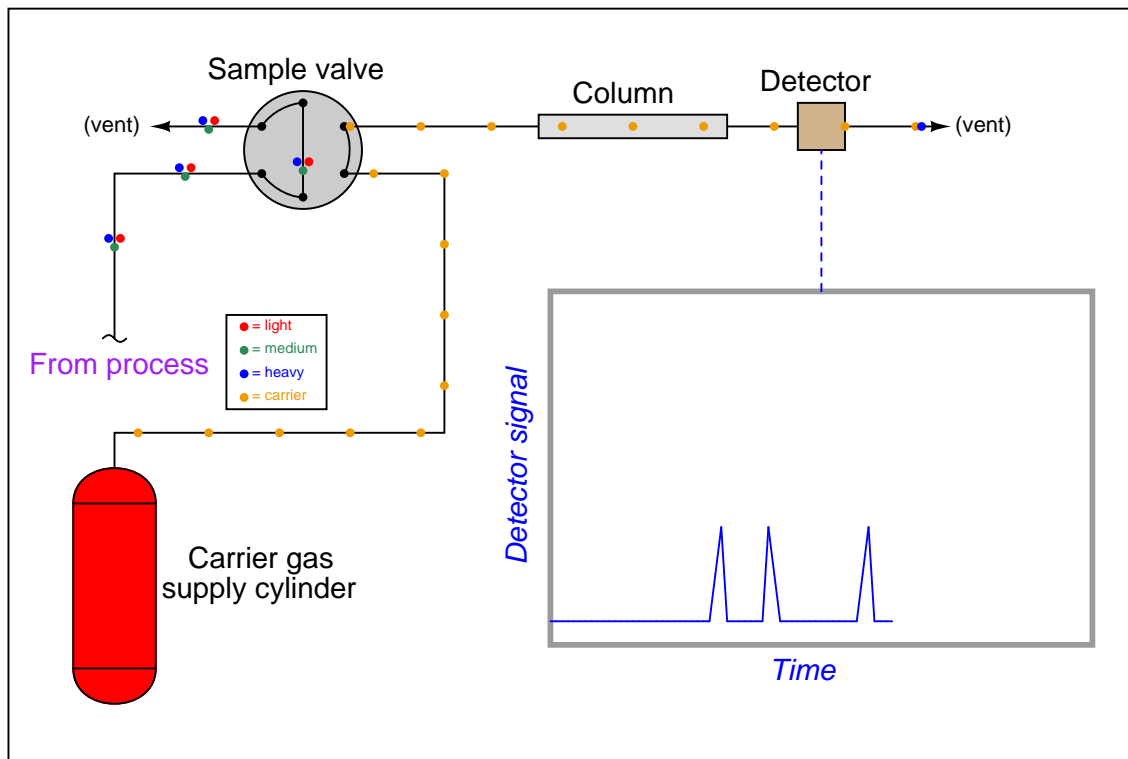 Sample valve
Column
Detector
(vent)
(vent)
= light
= medium
= heavy
= carrier
From process
Detector signal
Carrier gas
supply cylinder
Time